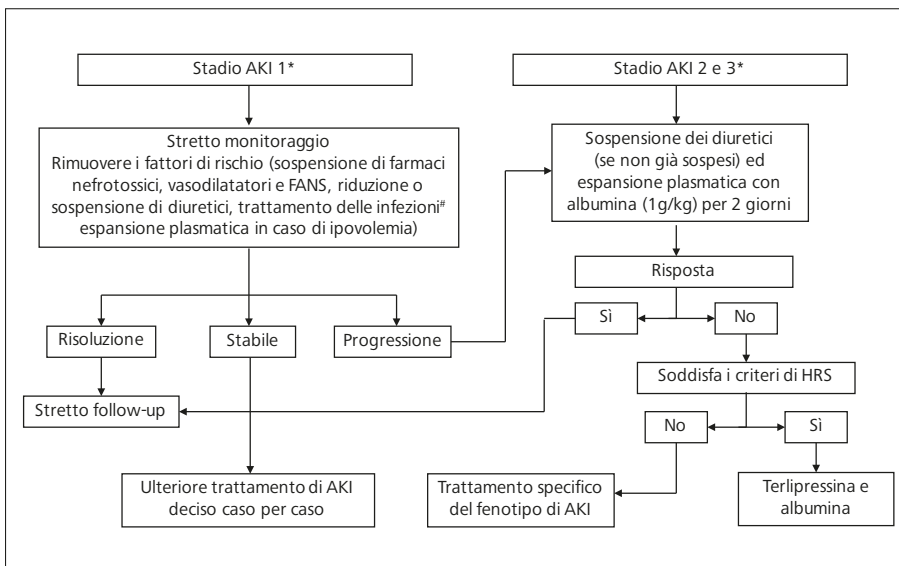 Stadio AKI 1*
Stretto monitoraggio
Rimuovere i fattori di rischio (sospensione di farmaci
nefrotossici, vasodilatatori e FANS, riduzione o
sospensione di diuretici, trattamento delle infezioni#
espansione plasmatica in caso di ipovolemia)
Risoluzione
Stabile
Progressione
Stretto follow-up
Ulteriore trattamento di AKI
deciso caso per caso
Stadio AKI 2 e 3*
Sospensione dei diuretici
(se non già sospesi) ed
espansione plasmatica con
albumina (1g/kg) per 2 giorni
Risposta
Sì
No
Soddisfa i criteri di HRS
No
Sì
Trattamento specifico
del fenotipo di AKI
Terlipressina e
albumina